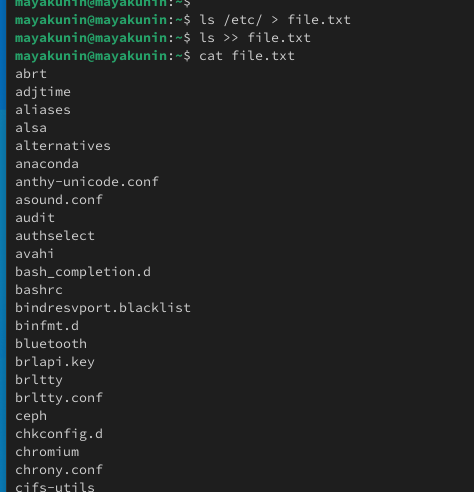 mayakunin@mayakunin:~$
mayakunin@mayakunin:~$ ls /etc/ > file.txt
mayakunin@mayakunin:~$ ls >> file.txt
mayakunin@mayakunin:~$ cat file.txt
abrt
adjtime
aliases
alsa
alternatives
anaconda
anthy-unicode.conf
asound.conf
audit
authselect
avahi
bash_completion.d
bashrc
bindresvport.blacklist
binfmt.d
bluetooth
brlapi.key
brltty
brltty.conf
ceph
chkconfig.d
chromium
chrony.conf
cifs-utils